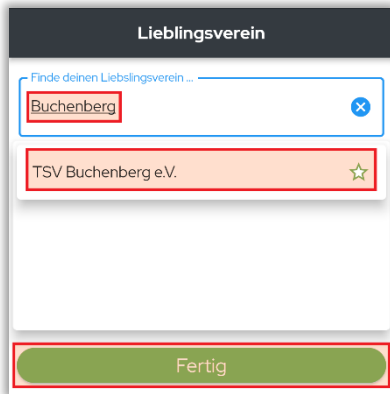 Lieblingsverein
Finde deinen Liebslingsverein ...
Buchenberg
TSV Buchenberg e.V.
Fertig